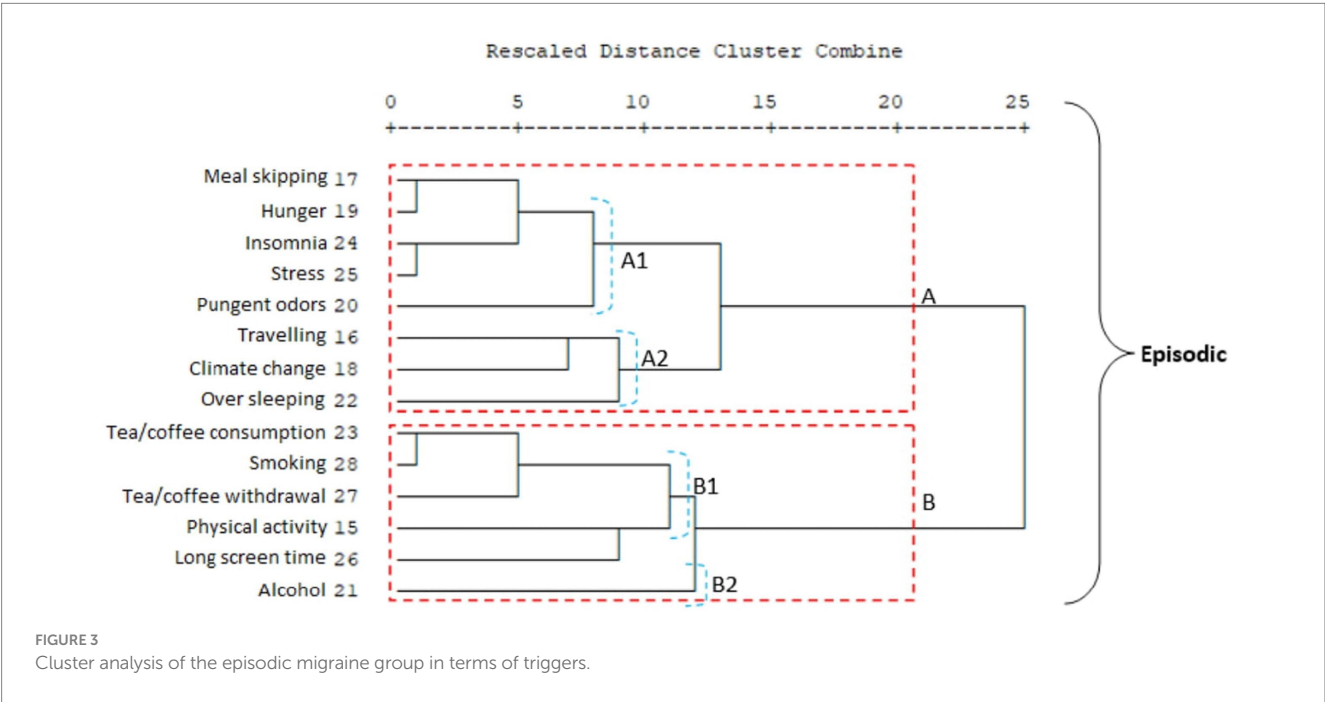 Rescaled Distance Cluster Combine
0 5 10 15 20 25
+---------+---------+---------+---------+---------+
Meal skipping 17
Hunger 19
Insomnia 24
Stress 25
A1
Pungent odors 20
A
Travelling 16
Climate change 18
A2
Episodic
Over sleeping 22
Tea/coffee consumption 23
Smoking 28
B1
Tea/coffee withdrawal 27
B
Physical activity 15
Long screen time 26
Alcohol 21
B2
FIGURE 3
Cluster analysis of the episodic migraine group in terms of triggers.